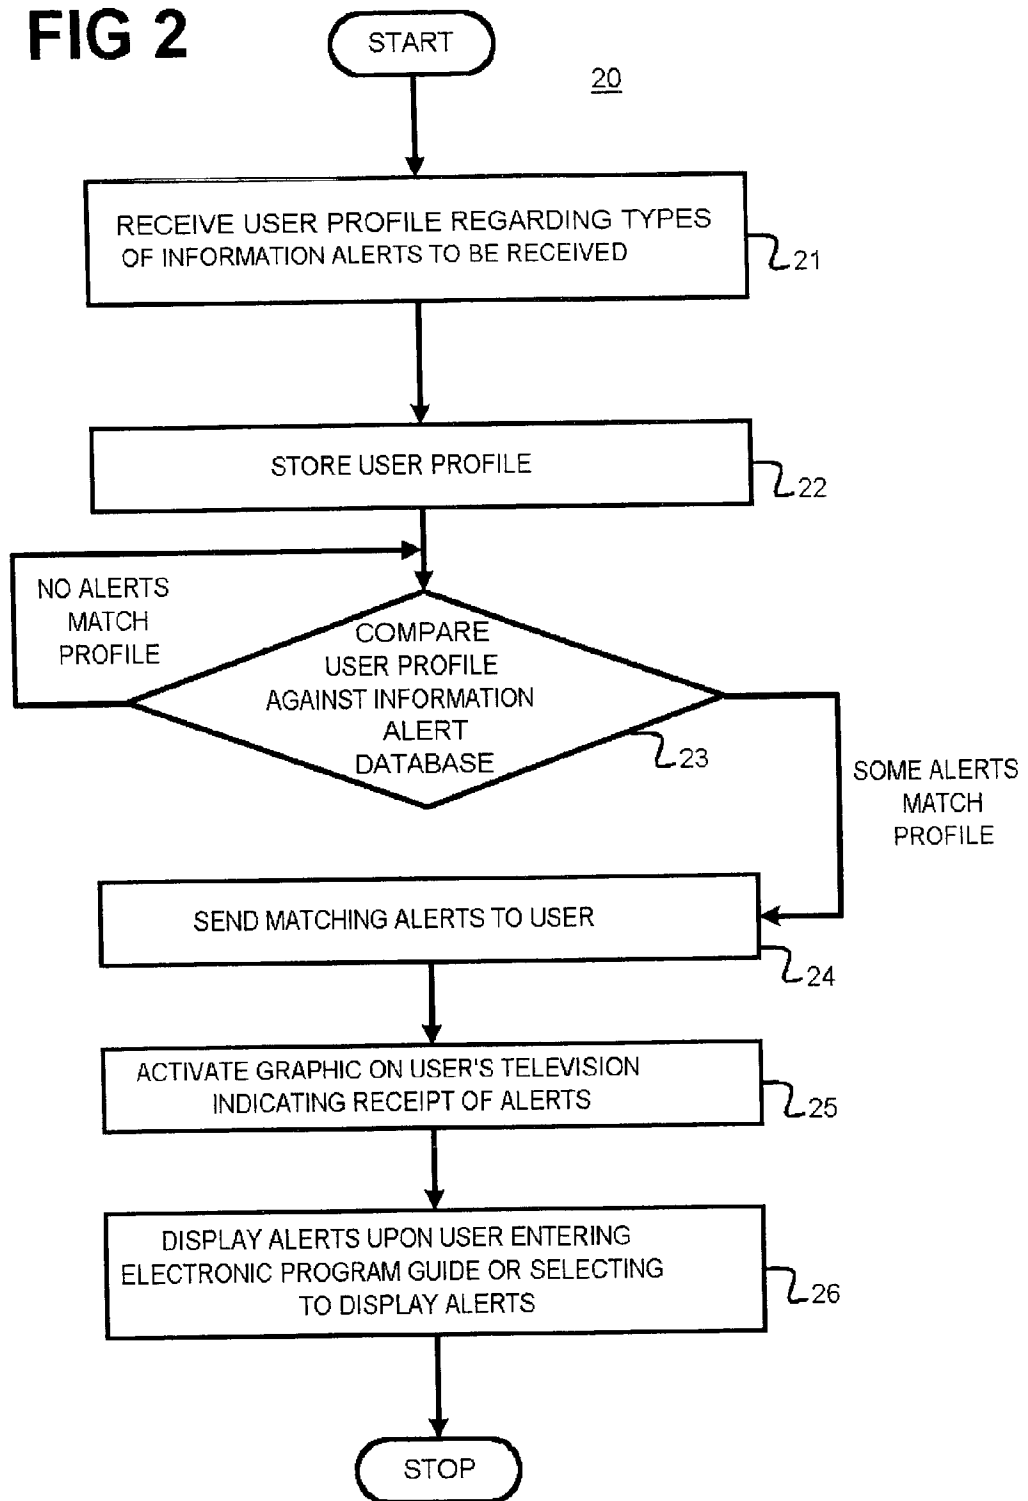 FIG 2
START
20
RECEIVE USER PROFILE REGARDING TYPES
OF INFORMATION ALERTS TO BE RECEIVED
21
STORE USER PROFILE
22
NO ALERTS
MATCH
PROFILE
COMPARE
USER PROFILE
AGAINST INFORMATION
ALERT
DATABASE
23
SOME ALERTS
MATCH
PROFILE
SEND MATCHING ALERTS TO USER
24
ACTIVATE GRAPHIC ON USER'S TELEVISION
INDICATING RECEIPT OF ALERTS
25
DISPLAY ALERTS UPON USER ENTERING
ELECTRONIC PROGRAM GUIDE OR SELECTING
TO DISPLAY ALERTS
26
STOP